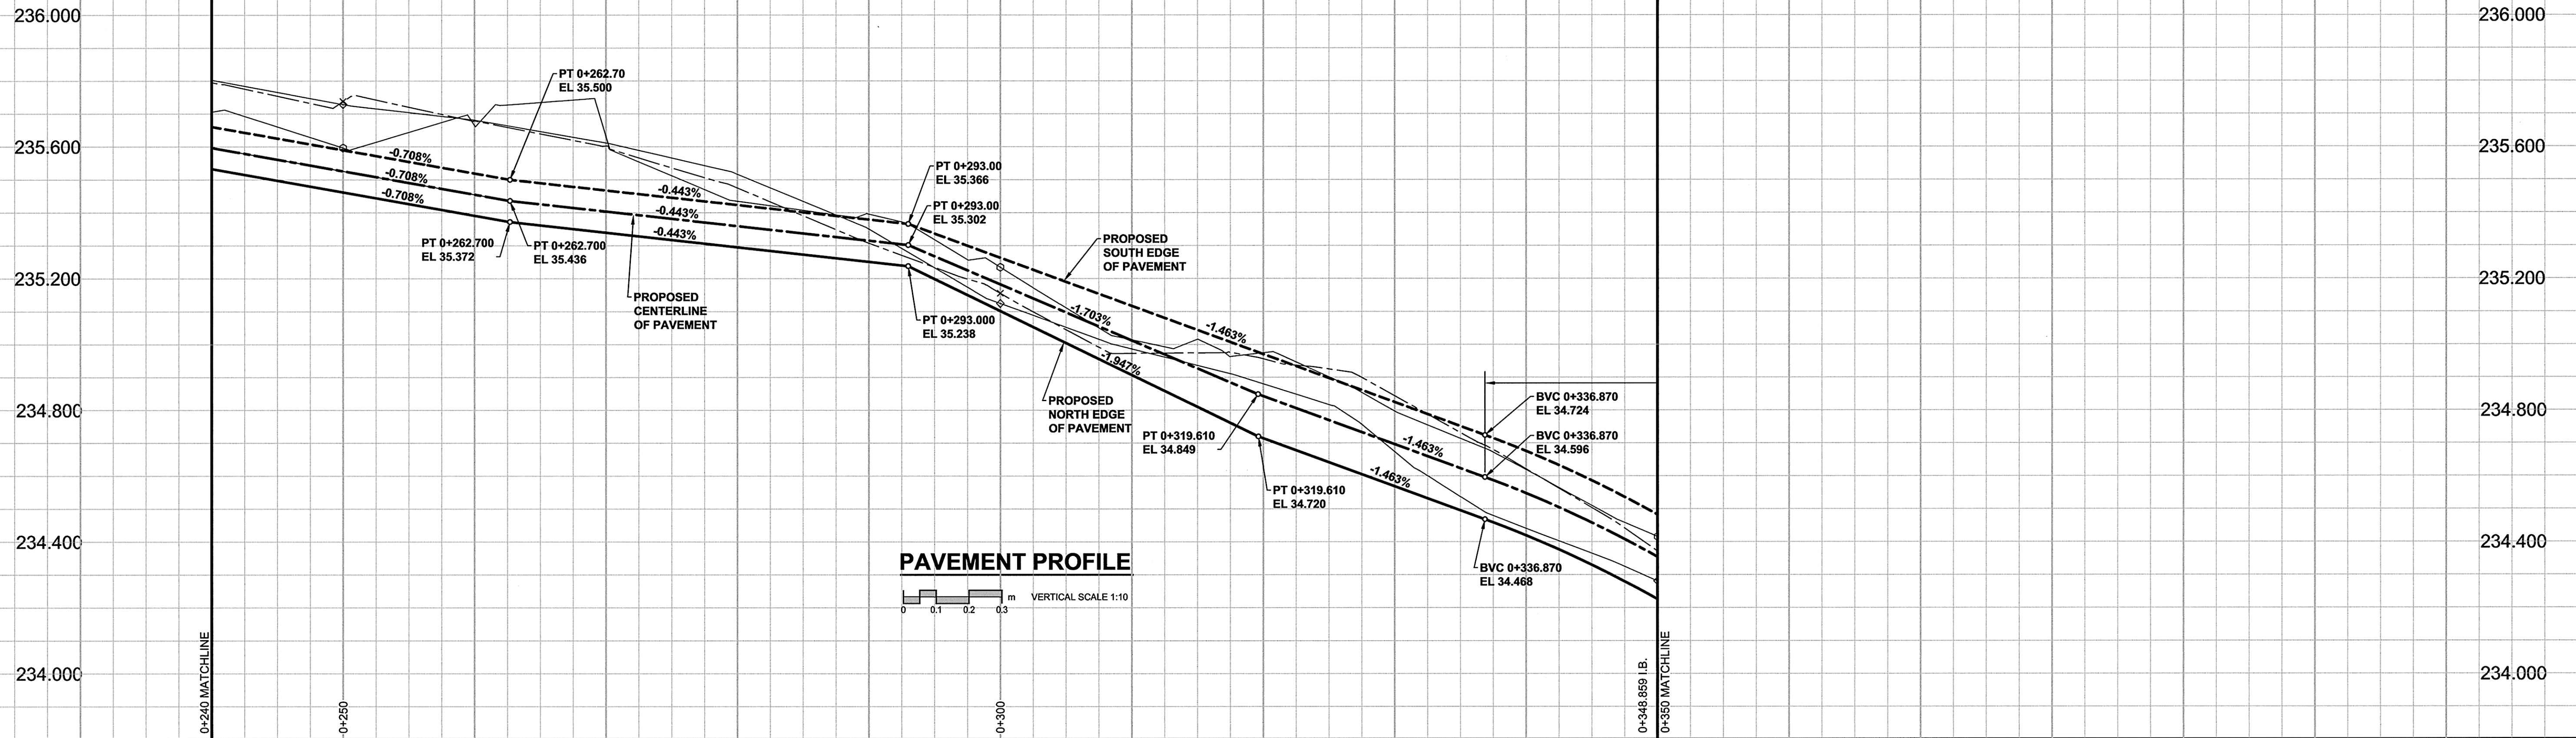 236.000
236.000
PT 0+262.70
EL 35.500
235.600
235.600
-0.708%
-0.708%
-0.708%
PT 0+293.00
EL 35.366
-0.443%
-0.443%
-0.443%
PT 0+293.00
EL 35.302
PT 0+262.700
EL 35.372
PT 0+262.700
EL 35.436
PROPOSED
SOUTH EDGE
OF PAVEMENT
235.200
235.200
PROPOSED
CENTERLINE
OF PAVEMENT
PT 0+293.000
EL 35.238
-1.703%
-1.463%
-1.947%
PROPOSED
NORTH EDGE
OF PAVEMENT
234.800
234.800
BVC 0+336.870
EL 34.724
PT 0+319.610
EL 34.849
-1.463%
BVC 0+336.870
EL 34.596
-1.463%
PT 0+319.610
EL 34.720
234.400
234.400
BVC 0+336.870
EL 34.468
PAVEMENT PROFILE
m VERTICAL SCALE 1:10
0 0.1 0.2 0.3
234.000
234.000
0+240 MATCHLINE
0+250
0+300
0+348.859 I.B.
0+350 MATCHLINE